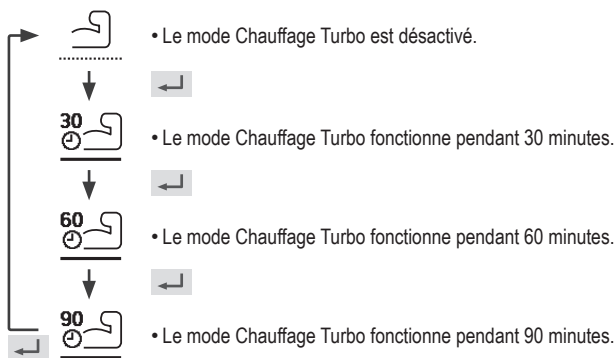 • Le mode Chauffage Turbo est désactivé.
30
• Le mode Chauffage Turbo fonctionne pendant 30 minutes.
60
• Le mode Chauffage Turbo fonctionne pendant 60 minutes.
90
• Le mode Chauffage Turbo fonctionne pendant 90 minutes.